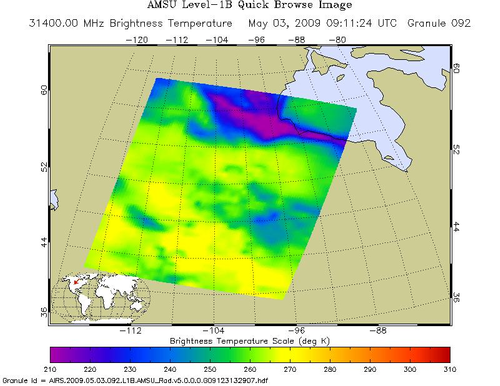 AMSU Level-1B Quick Browse Image
31400.00 MHz Brightness Temperature May 03, 2009 09:11:24 UTC Granule 092
-120 -112 -104 -96 -88 -80
60 60
52 52
44 44
36 36
-112 -104 -96 -88
Brightness Temperature Scale (deg K)
210 220 230 240 250 260 270 280 290 300 310
Granule Id = AIRS.2009.05.03.092.L1B.AMSU_Rad.v5.0.0.0.G09123132907.hdf